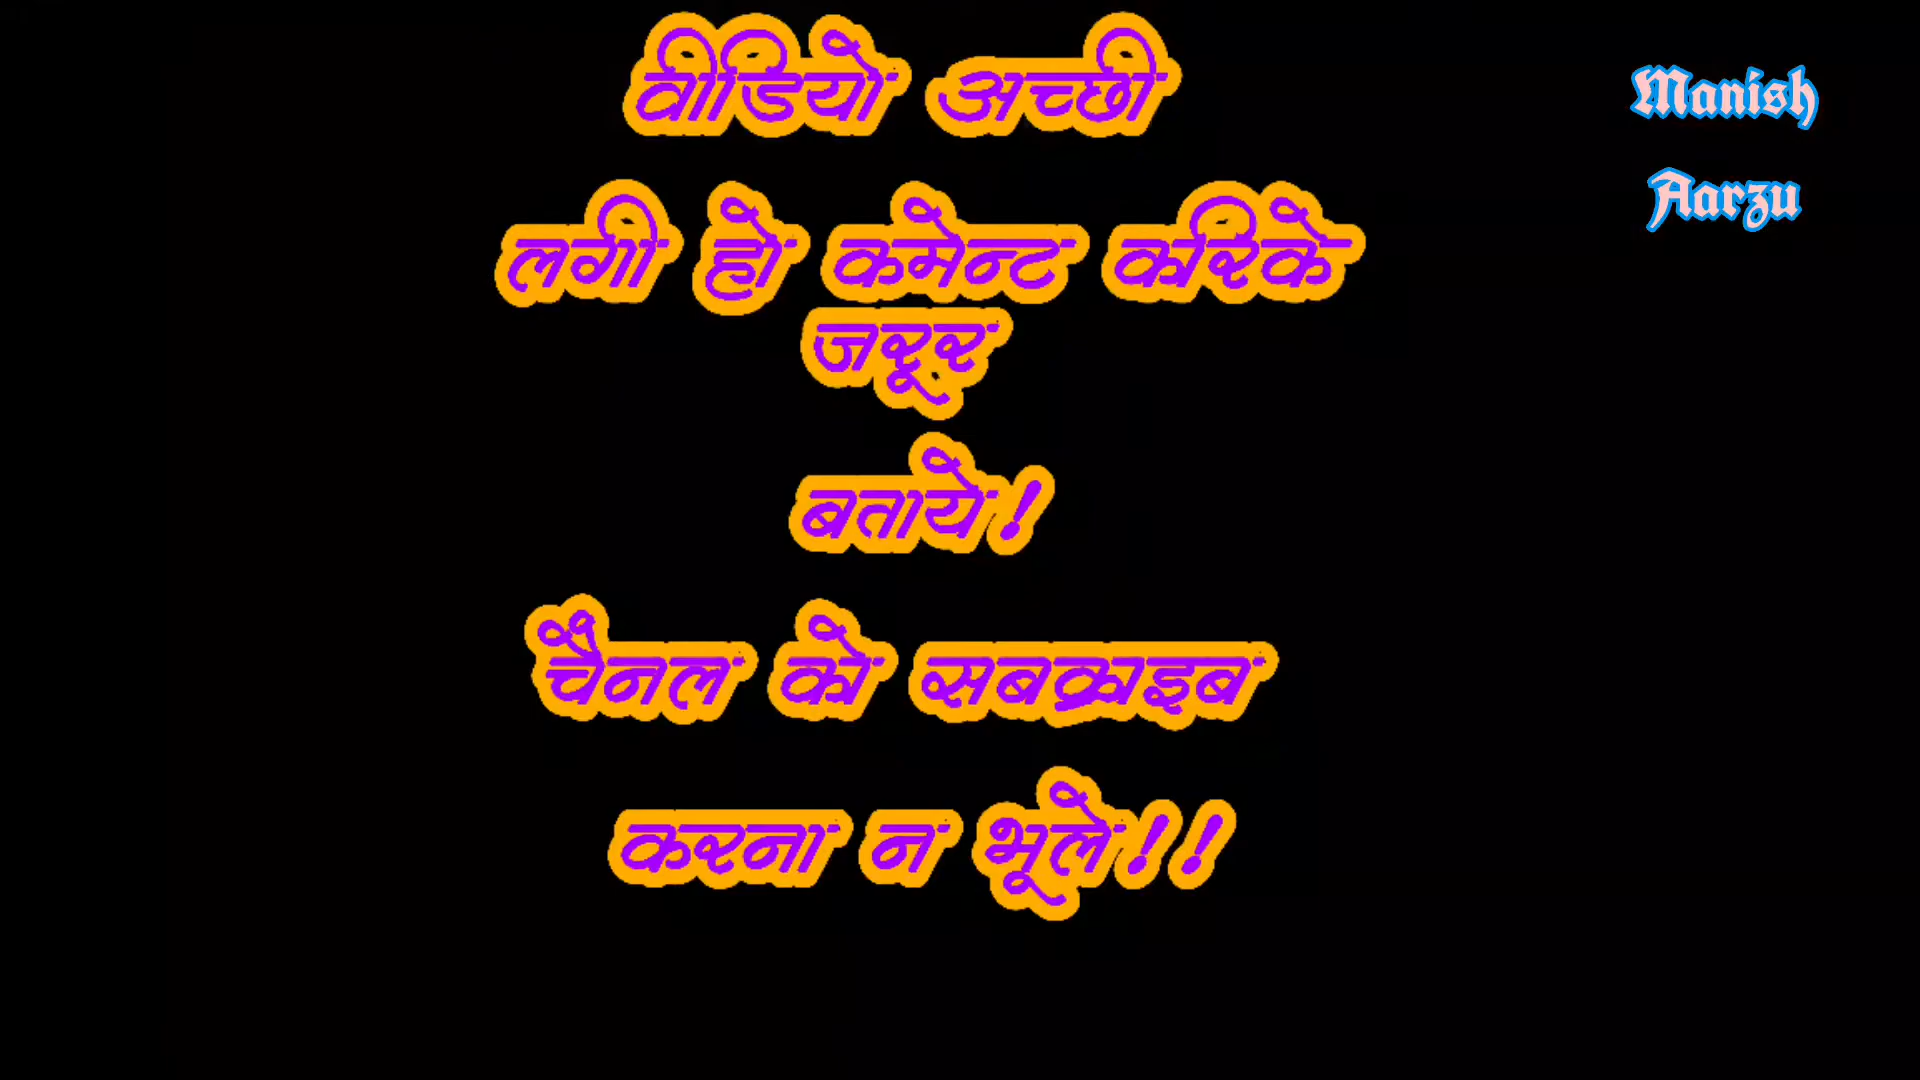 वीडियो अच्छी
लगी हो कमेन्ट करिके
जरूर
बताये!
चैनल को सबक्राइब
करना न भूले!!
Manish
Aarzu